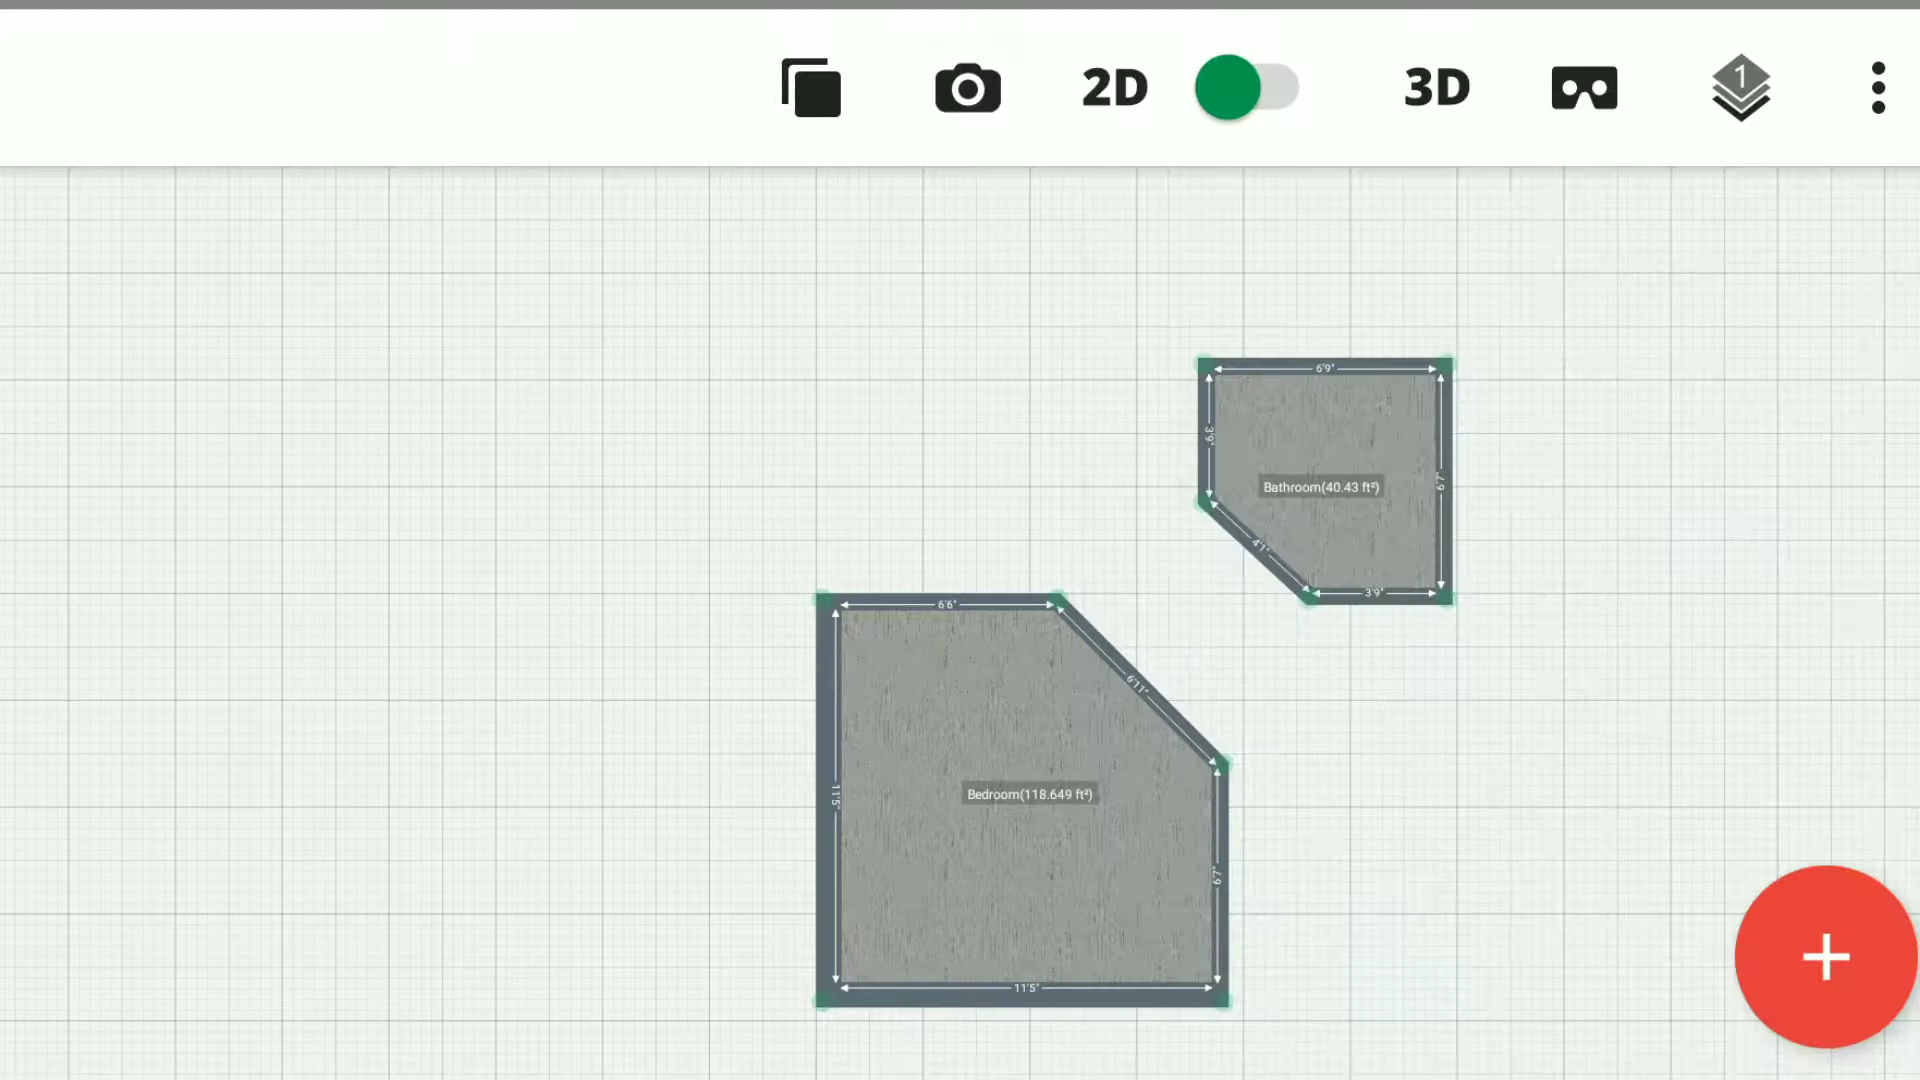 2D
3D
1
6'9"
3'9"
6'7"
Bathroom(40.43 ft²)
4'1"
3'9"
6'6"
6'11"
11'5"
Bedroom(118.649 ft²)
6'7"
11'5"